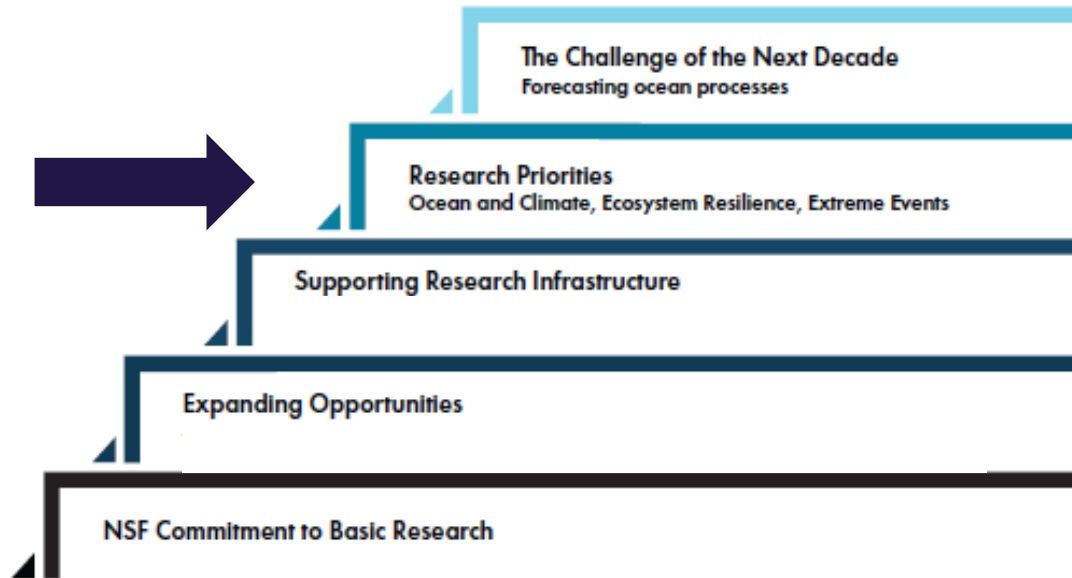 The Challenge of the Next Decade
Forecasting ocean processes
Research Priorities
Ocean and Climate, Ecosystem Resilience, Extreme Events
Supporting Research Infrastructure
Expanding Opportunities
NSF Commitment to Basic Research